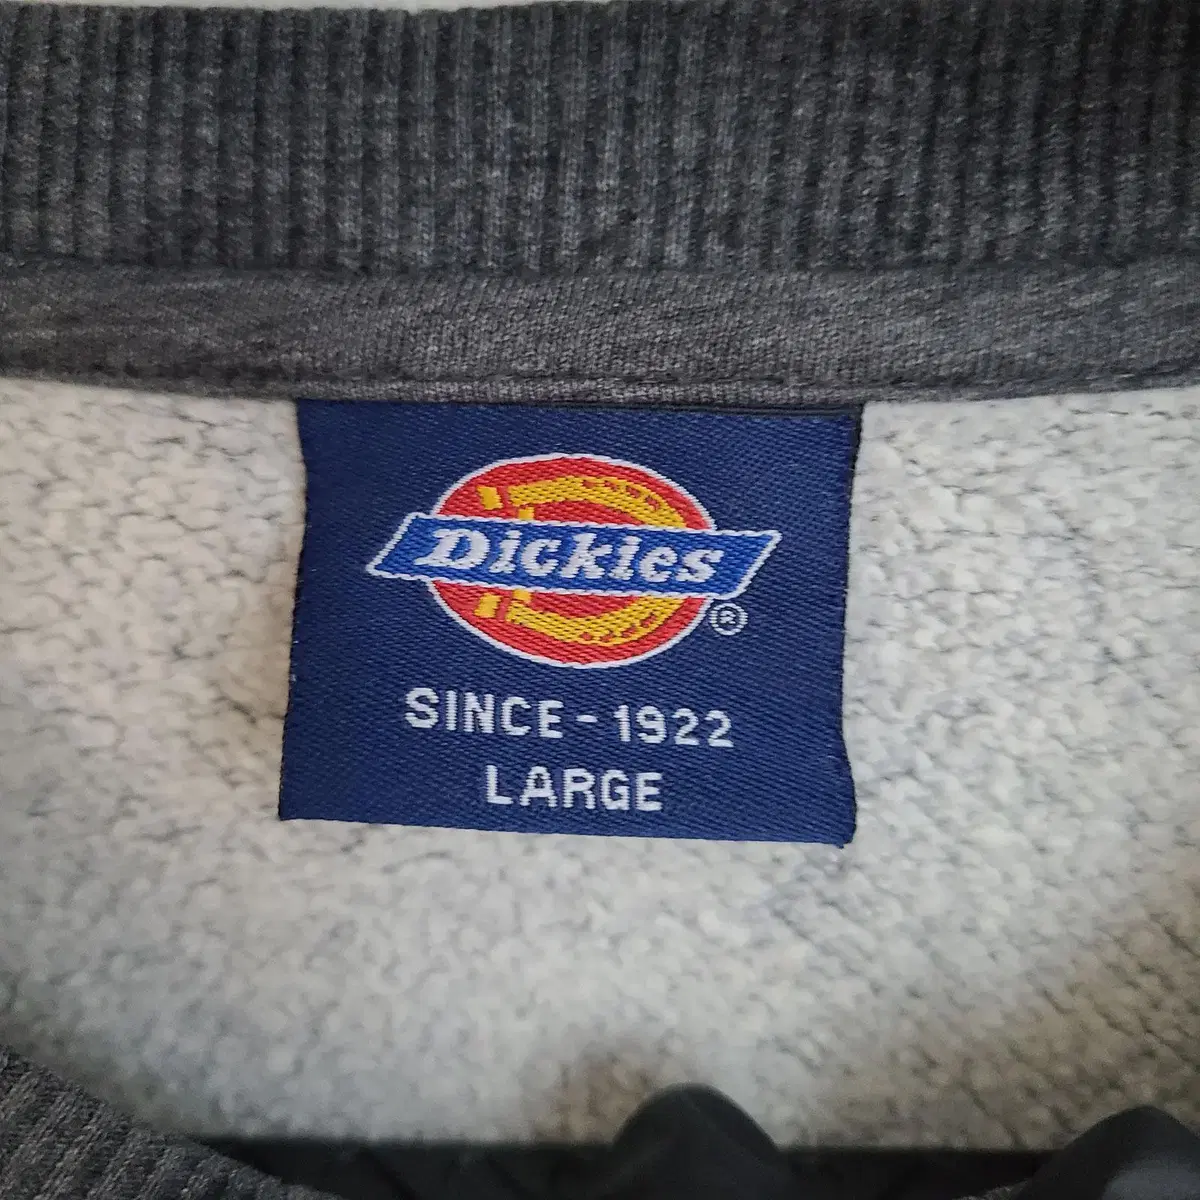 Dickies
®
SINCE - 1922
LARGE